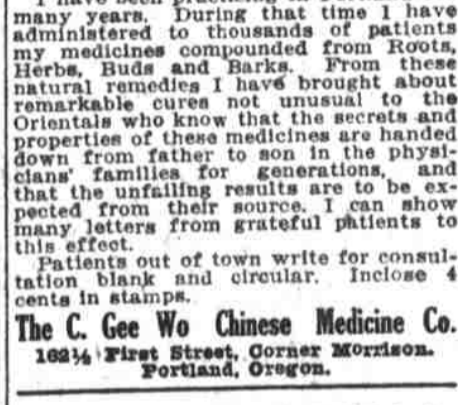 I have been practicing in
many years. During that time I have
administered to thousands of patients
my medicines compounded from Roots,
Herbs, Buds and Barks. From these
natural remedies I have brought about
remarkable cures not unusual to the
Orientals who know that the secrets and
properties of these medicines are handed
down from father to son in the physi-
cians' families for generations, and
that the unfailing results are to be ex-
pected from their source. I can show
many letters from grateful patients to
this effect.
Patients out of town write for consul-
tation blank and circular. Inclose 4
cents in stamps.
The C. Gee Wo Chinese Medicine Co.
162½ First Street, Corner Morrison.
Portland, Oregon.